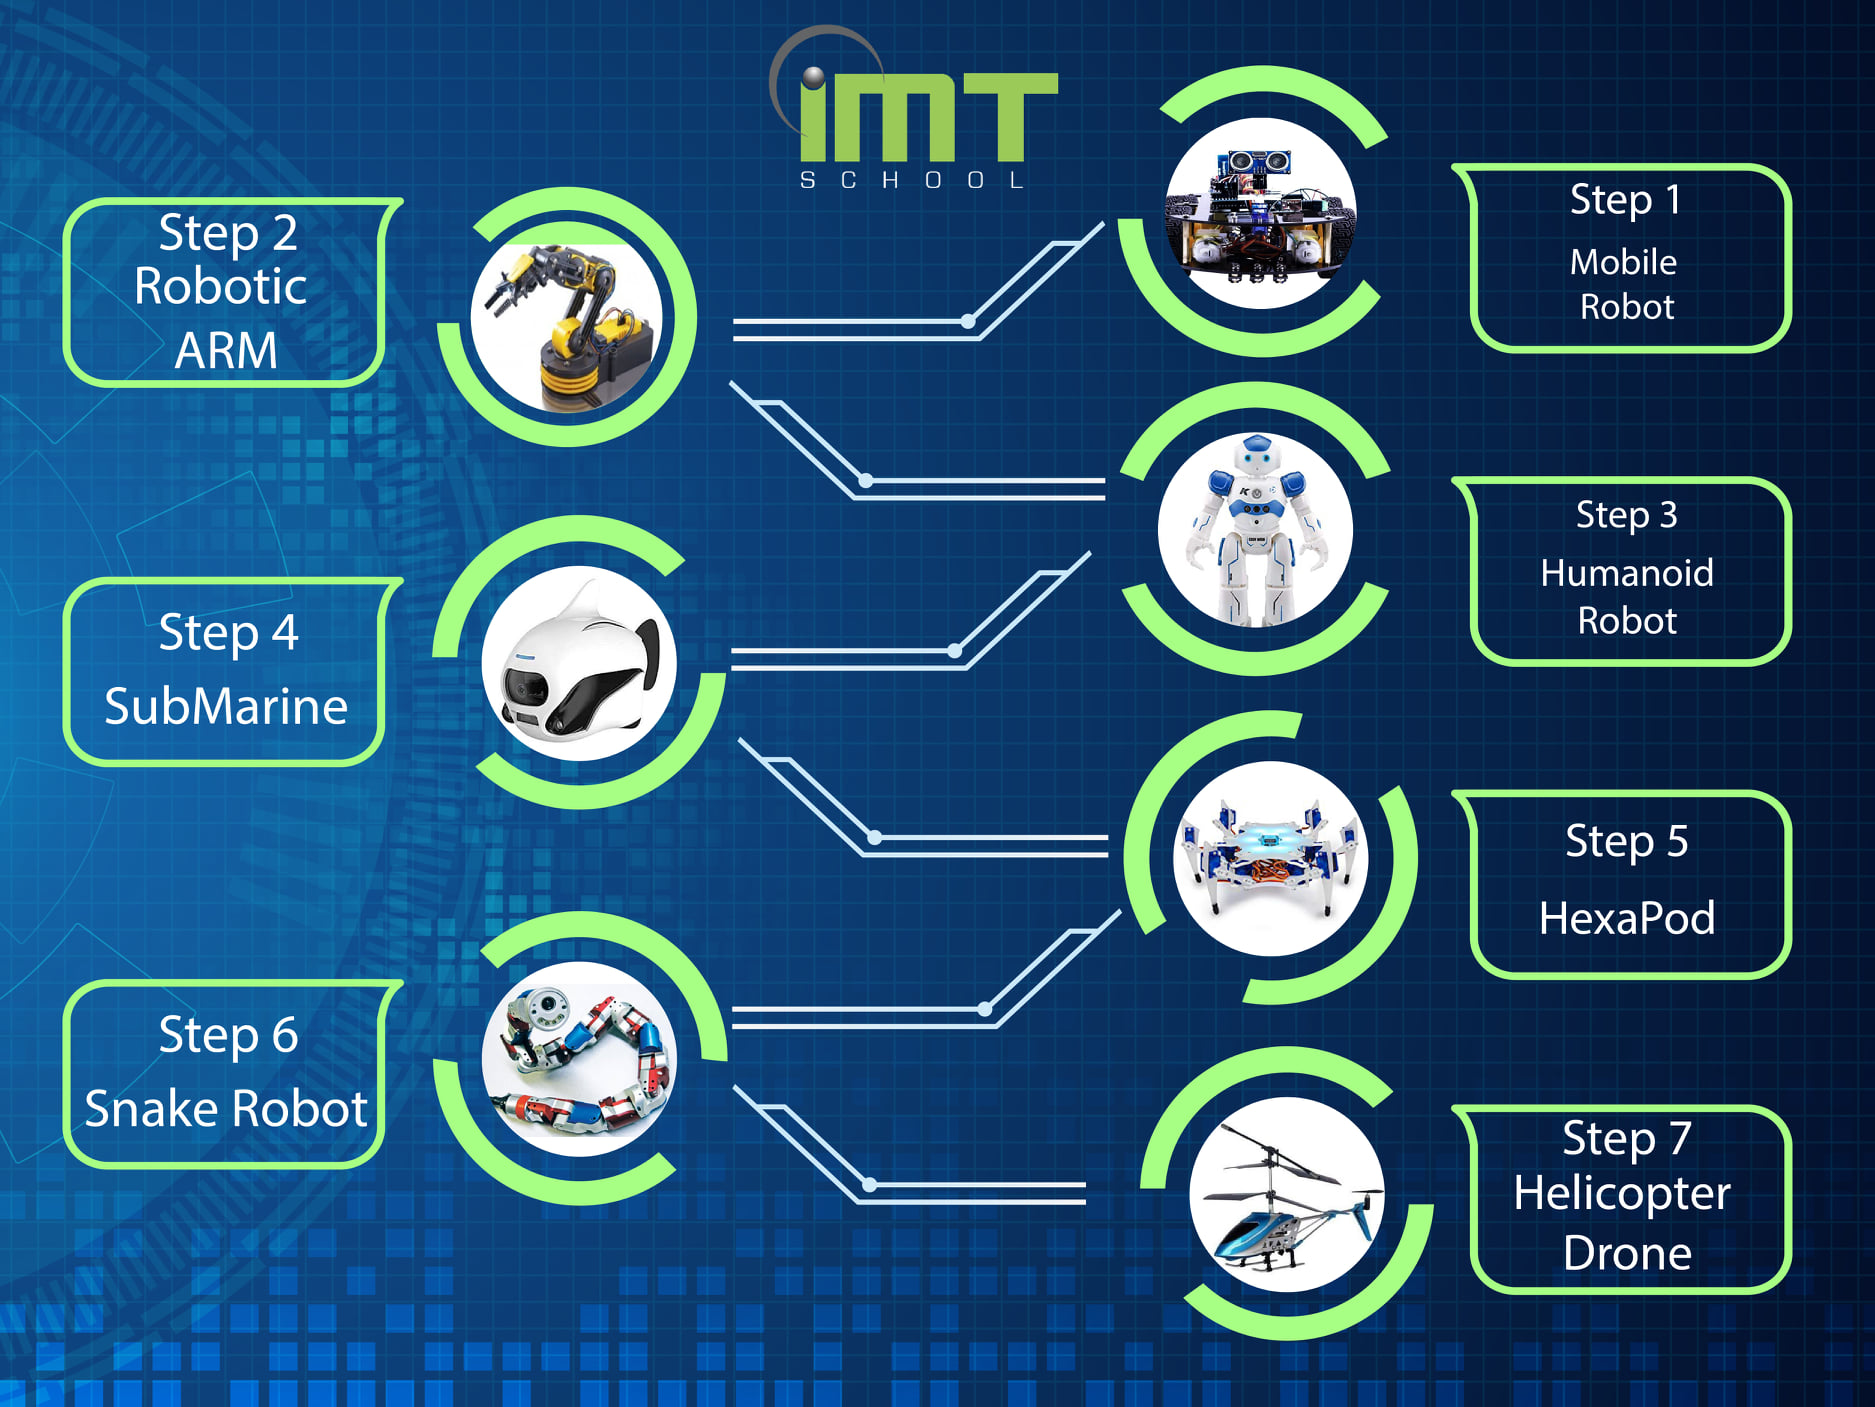 iMT
SCHOOL
Step 1
Mobile
Robot
Step 2
Robotic
ARM
Step 3
Humanoid
Robot
Step 4
SubMarine
Step 5
HexaPod
Step 6
Snake Robot
Step 7
Helicopter
Drone